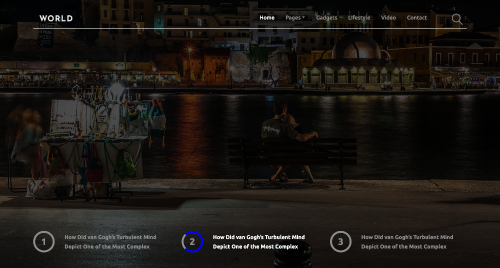 WORLD
Home Pages Gadgets Lifestyle Video Contact
1 How Did van Gogh's Turbulent Mind
Depict One of the Most Complex
2 How Did van Gogh's Turbulent Mind
Depict One of the Most Complex
3 How Did van Gogh's Turbulent Mind
Depict One of the Most Complex